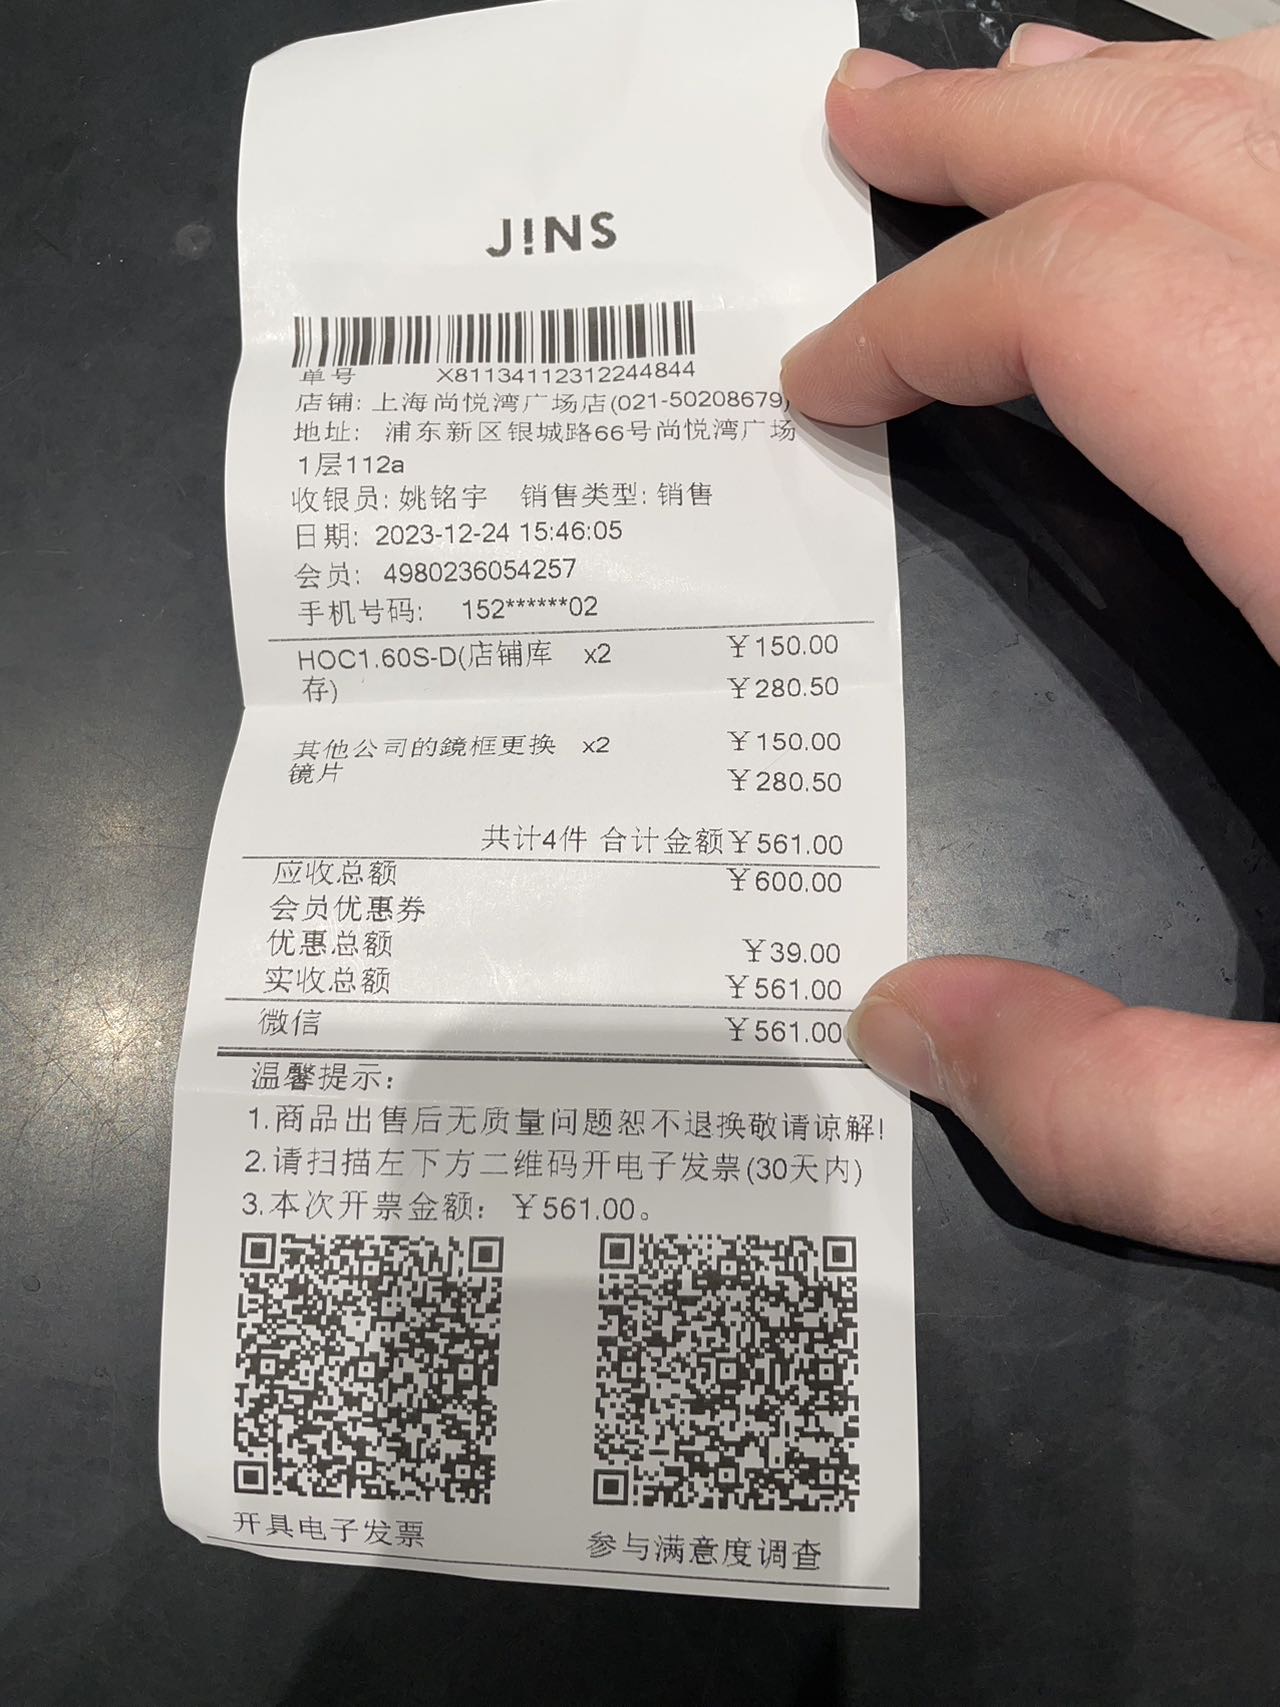 J!NS
单号 X81134112312244844
店铺: 上海尚悦湾广场店(021-50208679)
地址: 浦东新区银城路66号尚悦湾广场
1层112a
收银员: 姚铭宇 销售类型: 销售
日期: 2023-12-24 15:46:05
会员: 4980236054257
手机号码: 152******02
HOC1.60S-D(店铺库 x2 ¥150.00
存) ¥280.50
其他公司的鏡框更换 x2 ¥150.00
镜片 ¥280.50
共计4件 合计金额¥561.00
应收总额 ¥600.00
会员优惠券
优惠总额 ¥39.00
实收总额 ¥561.00
微信 ¥561.00
温馨提示:
1.商品出售后无质量问题恕不退换敬请谅解!
2.请扫描左下方二维码开电子发票(30天内)
3.本次开票金额: ¥561.00。
开具电子发票 参与满意度调查